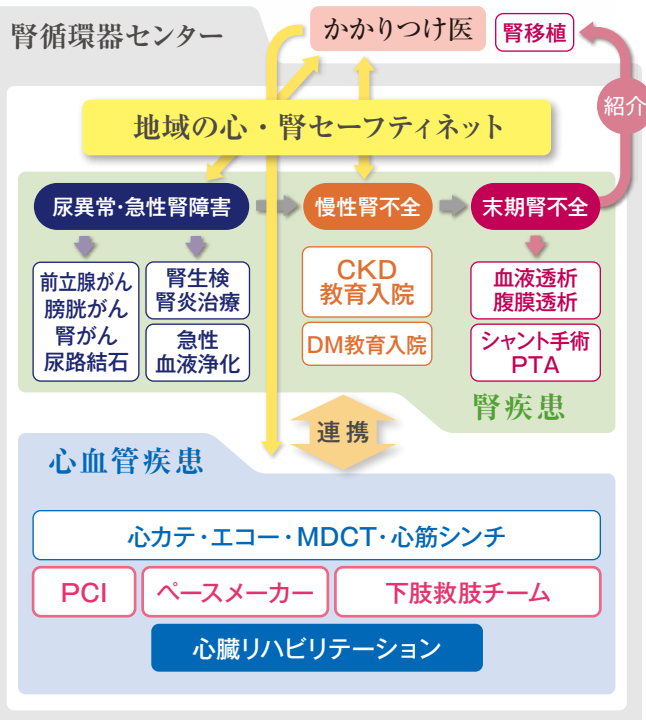 腎循環器センター
かかりつけ医
腎移植
紹介
地域の心・腎セーフティネット
尿異常・急性腎障害
慢性腎不全
末期腎不全
前立腺がん
膀胱がん
腎がん
尿路結石
腎生検
腎炎治療
急性
血液浄化
CKD
教育入院
DM教育入院
血液透析
腹膜透析
シャント手術
PTA
腎疾患
連携
心血管疾患
心カテ・エコー・MDCT・心筋シンチ
PCI
ペースメーカー
下肢救肢チーム
心臓リハビリテーション